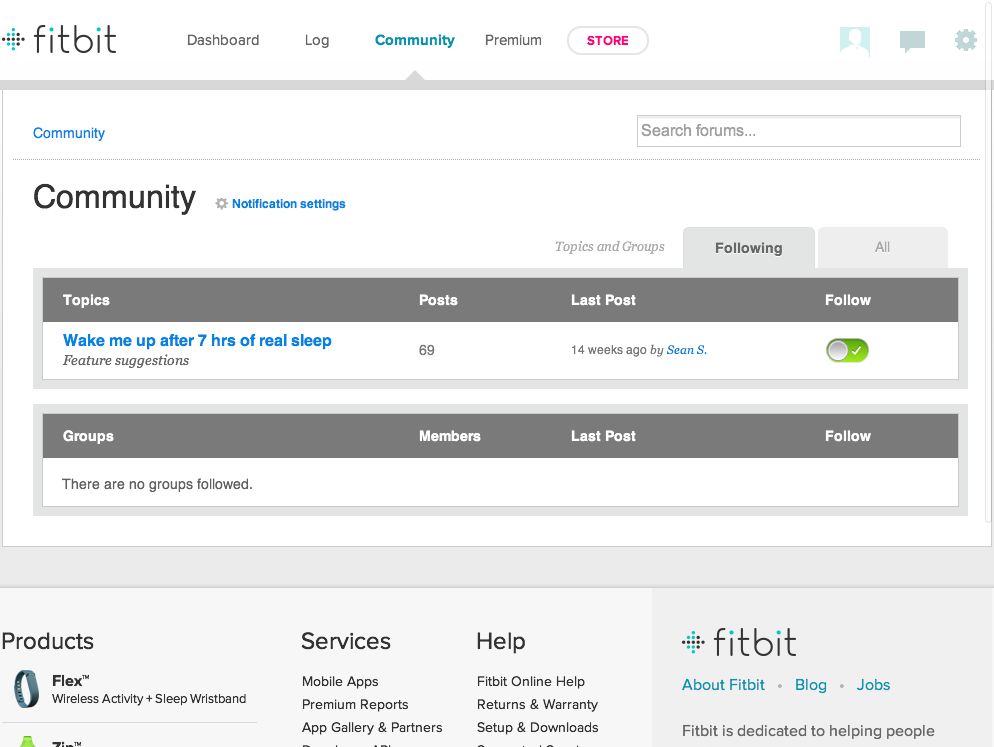 fitbit
Dashboard Log Community Premium STORE
Community
Search forums...
Community Notification settings
Topics and Groups Following All
Topics Posts Last Post Follow
Wake me up after 7 hrs of real sleep
Feature suggestions
69 14 weeks ago by Sean S.
Groups Members Last Post Follow
There are no groups followed.
Products
Flex™
Wireless Activity + Sleep Wristband
Zip™
Services
Mobile Apps
Premium Reports
App Gallery & Partners
Help
Fitbit Online Help
Returns & Warranty
Setup & Downloads
fitbit
About Fitbit • Blog • Jobs
Fitbit is dedicated to helping people